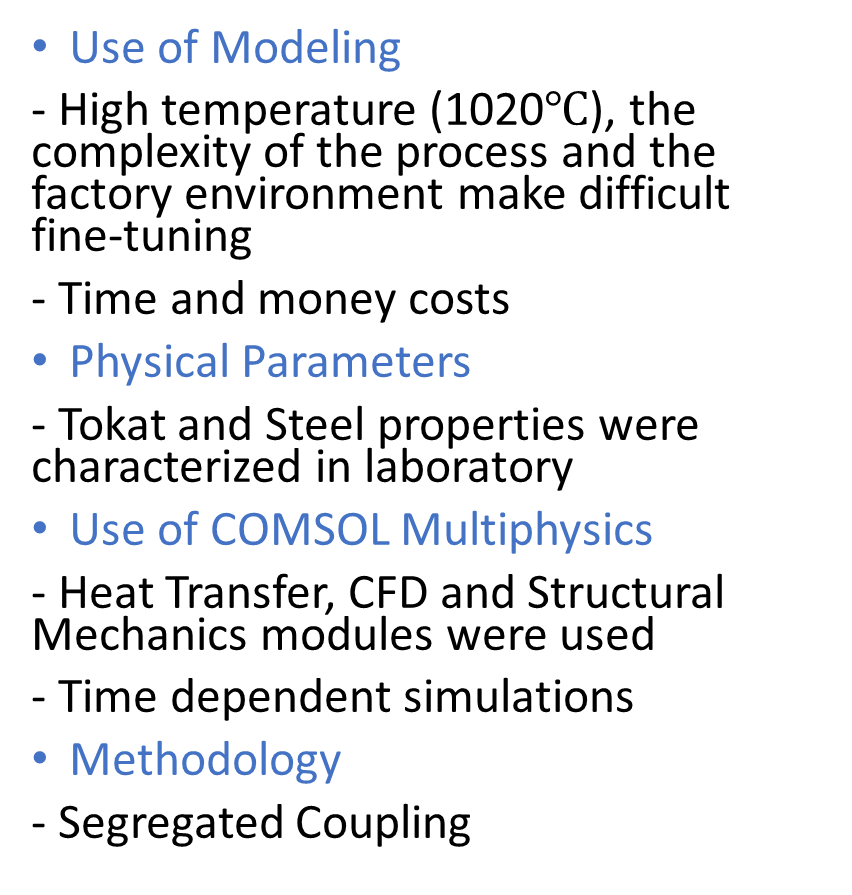 • Use of Modeling
- High temperature (1020℃), the
complexity of the process and the
factory environment make difficult
fine-tuning
- Time and money costs
• Physical Parameters
- Tokat and Steel properties were
characterized in laboratory
• Use of COMSOL Multiphysics
- Heat Transfer, CFD and Structural
Mechanics modules were used
- Time dependent simulations
• Methodology
- Segregated Coupling